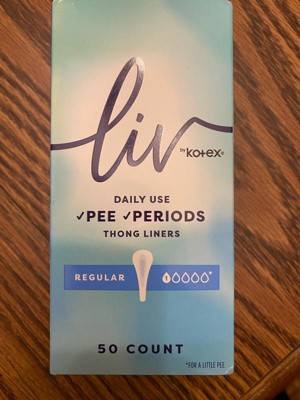 liv
by Kotex®
DAILY USE
✓PEE ✓PERIODS
THONG LINERS
REGULAR
50 COUNT
*FOR A LITTLE PEE